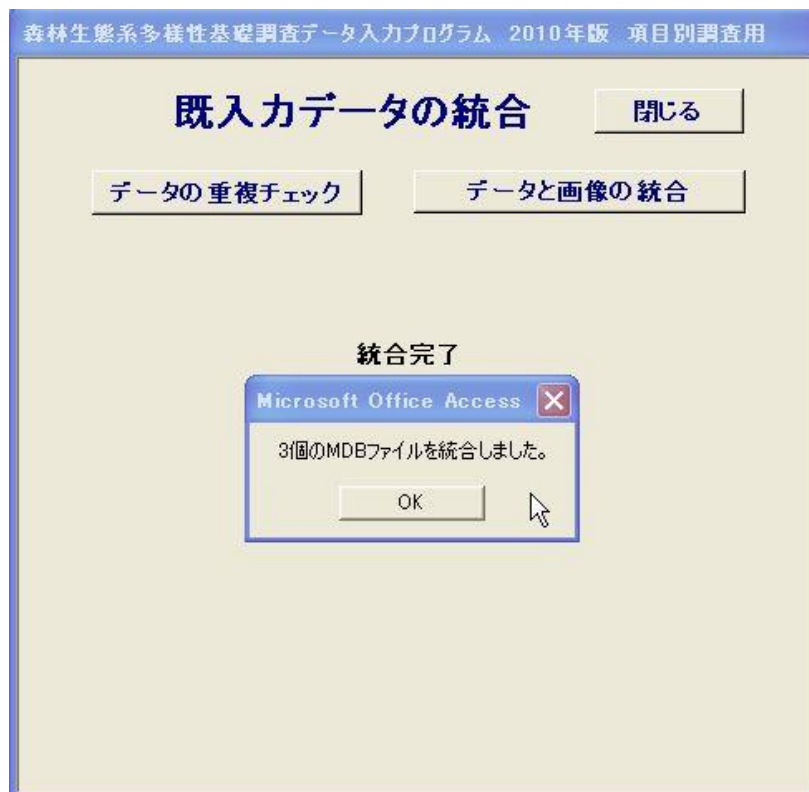 森林生態系多様性基礎調査データ入力プログラム 2010年版 項目別調査用
既入力データの統合 閉じる
データの重複チェック データと画像の統合
統合完了
Microsoft Office Access
3個のMDBファイルを統合しました。
OK